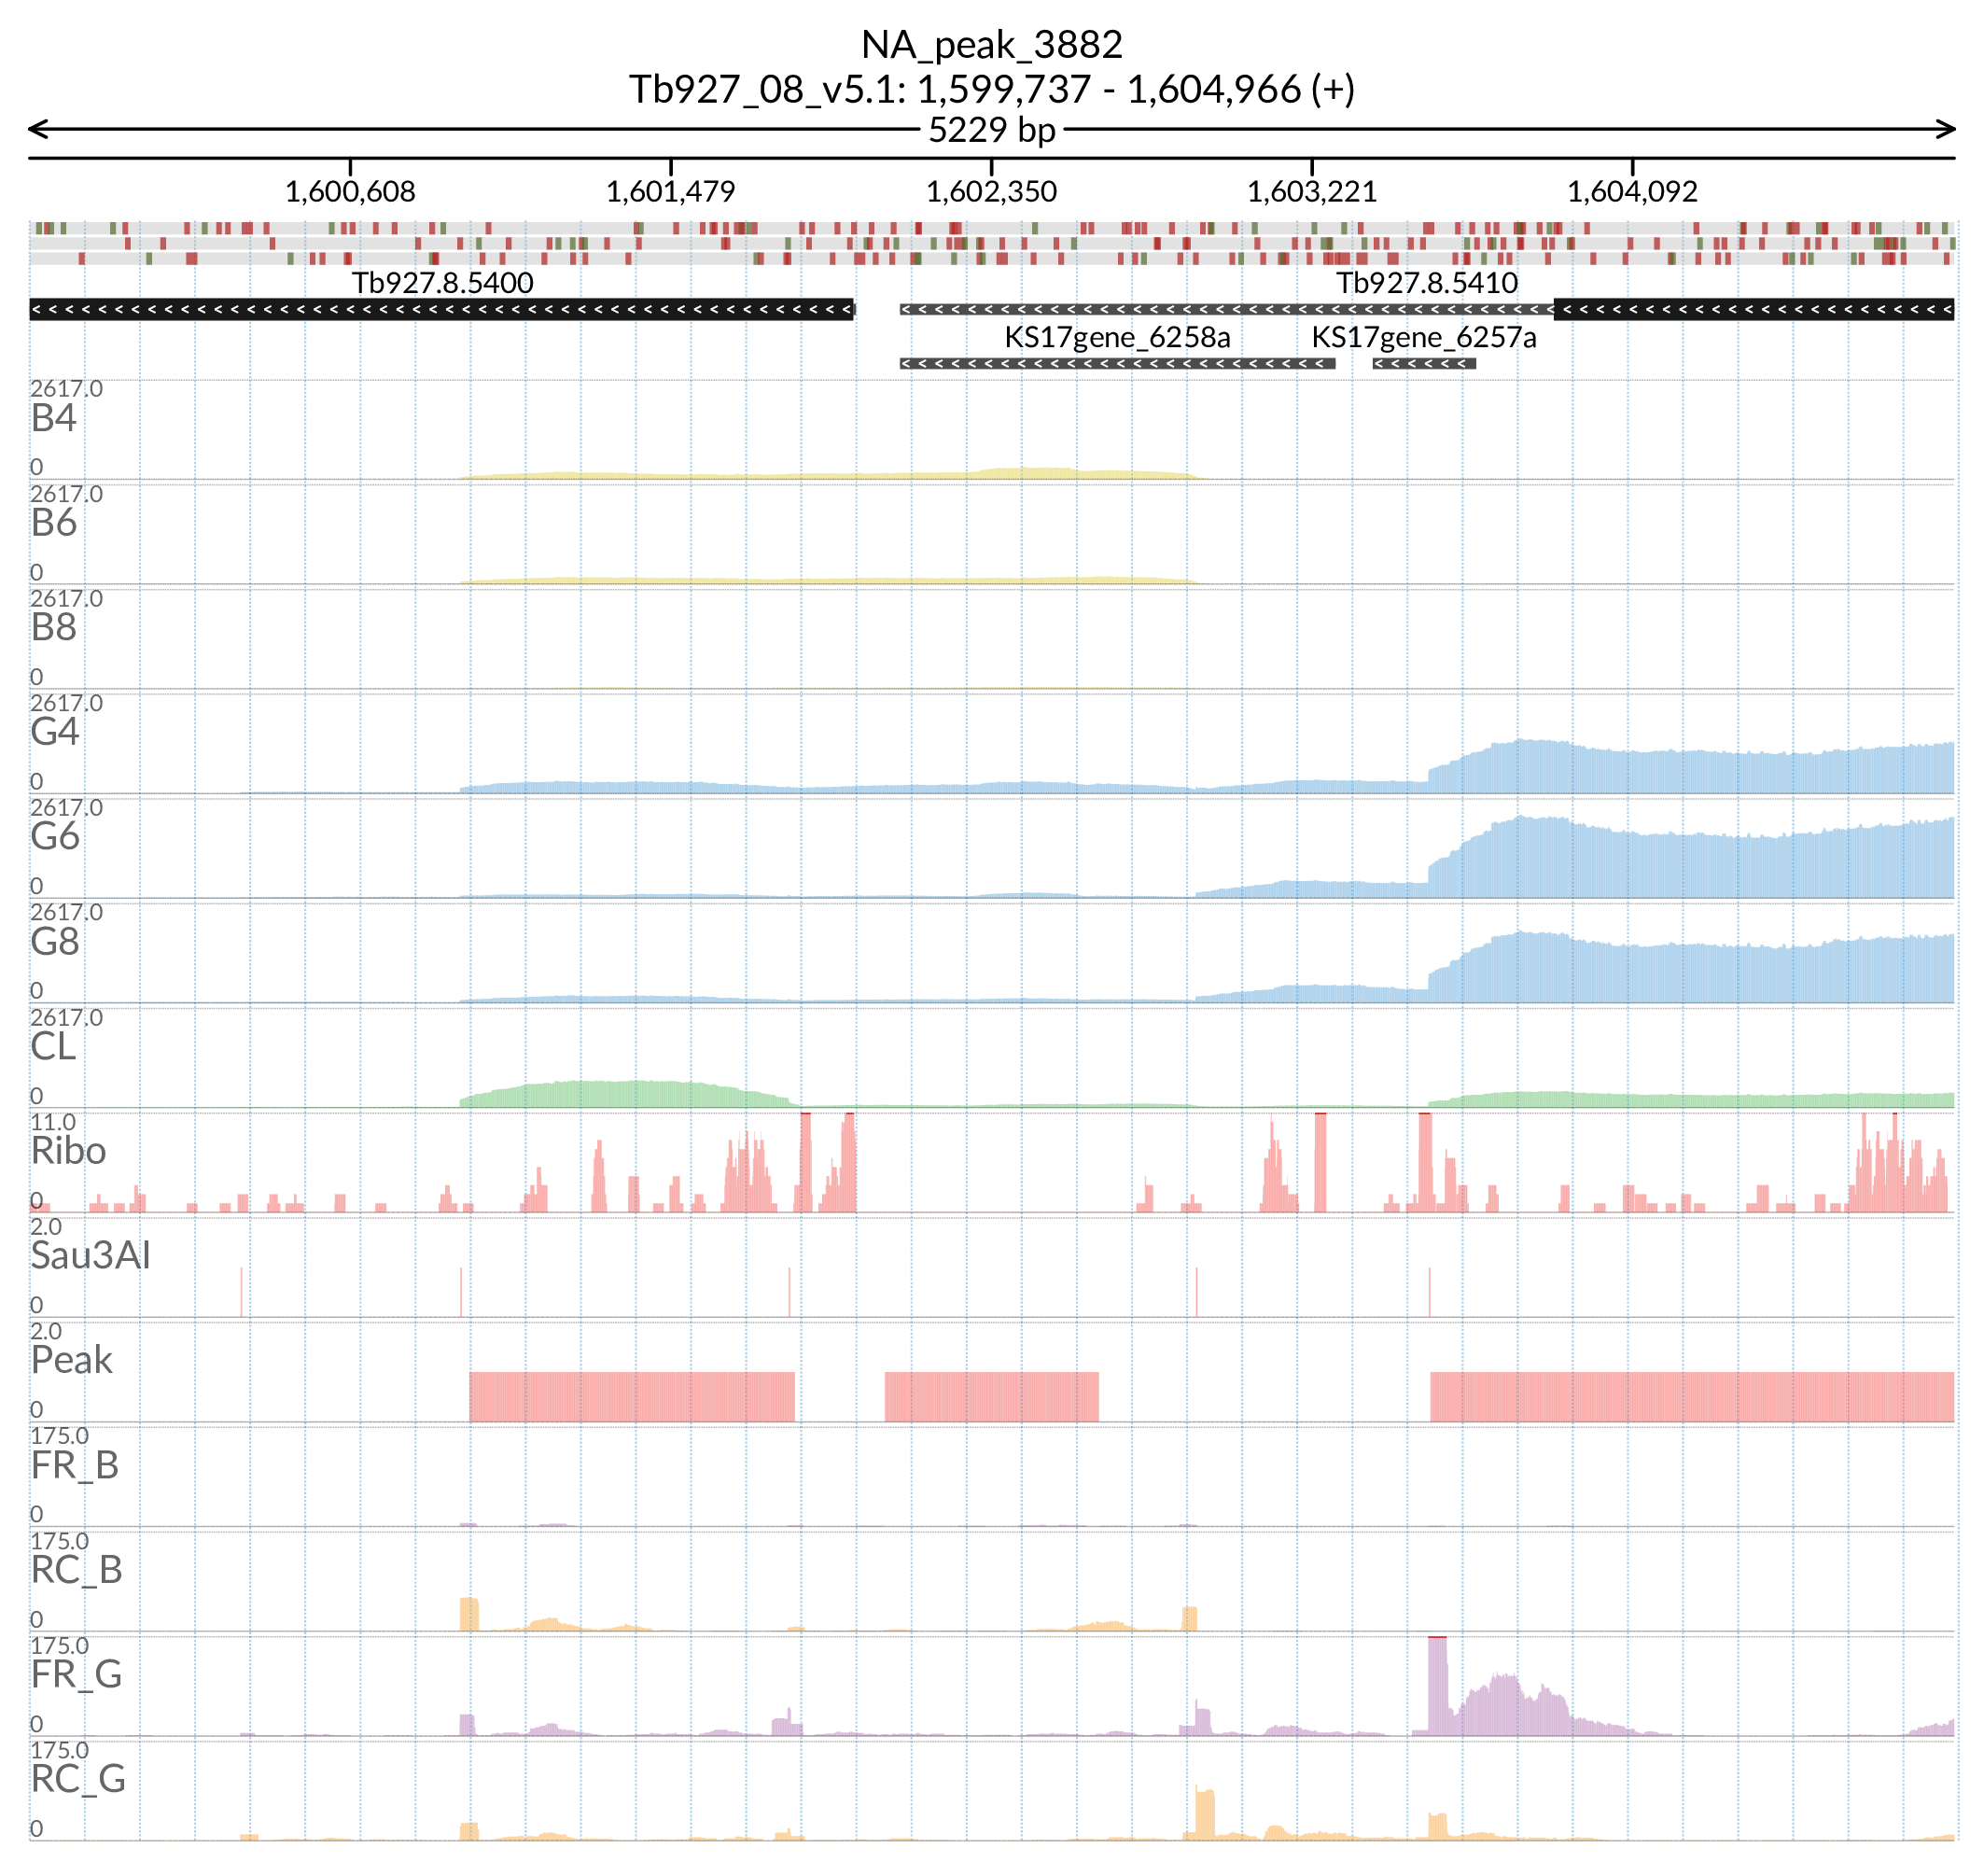 NA_peak_3882
Tb927_08_v5.1: 1,599,737 - 1,604,966 (+)
5229 bp
1,600,608 1,601,479 1,602,350 1,603,221 1,604,092
Tb927.8.5400 Tb927.8.5410
KS17gene_6258a KS17gene_6257a
2617.0
B4
0
2617.0
B6
0
2617.0
B8
0
2617.0
G4
0
2617.0
G6
0
2617.0
G8
0
2617.0
CL
0
11.0
Ribo
0
2.0
Sau3AI
0
2.0
Peak
0
175.0
FR_B
0
175.0
RC_B
0
175.0
FR_G
0
175.0
RC_G
0